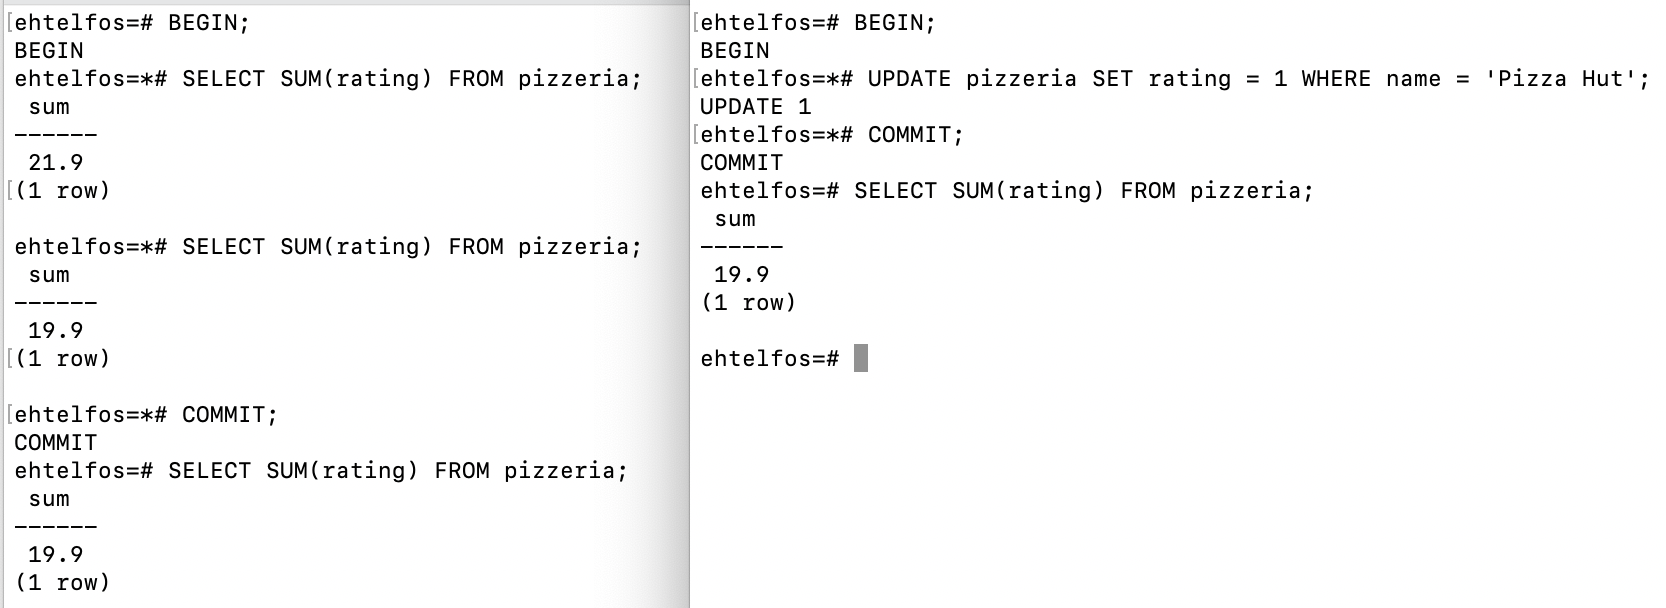 [ehtelfos=# BEGIN;
BEGIN
ehtelfos=*# SELECT SUM(rating) FROM pizzeria;
 sum
------
 21.9
[(1 row)

ehtelfos=*# SELECT SUM(rating) FROM pizzeria;
 sum
------
 19.9
[(1 row)

[ehtelfos=*# COMMIT;
COMMIT
ehtelfos=# SELECT SUM(rating) FROM pizzeria;
 sum
------
 19.9
(1 row)

[ehtelfos=# BEGIN;
BEGIN
[ehtelfos=*# UPDATE pizzeria SET rating = 1 WHERE name = 'Pizza Hut';
UPDATE 1
[ehtelfos=*# COMMIT;
COMMIT
ehtelfos=# SELECT SUM(rating) FROM pizzeria;
 sum
------
 19.9
(1 row)

ehtelfos=#